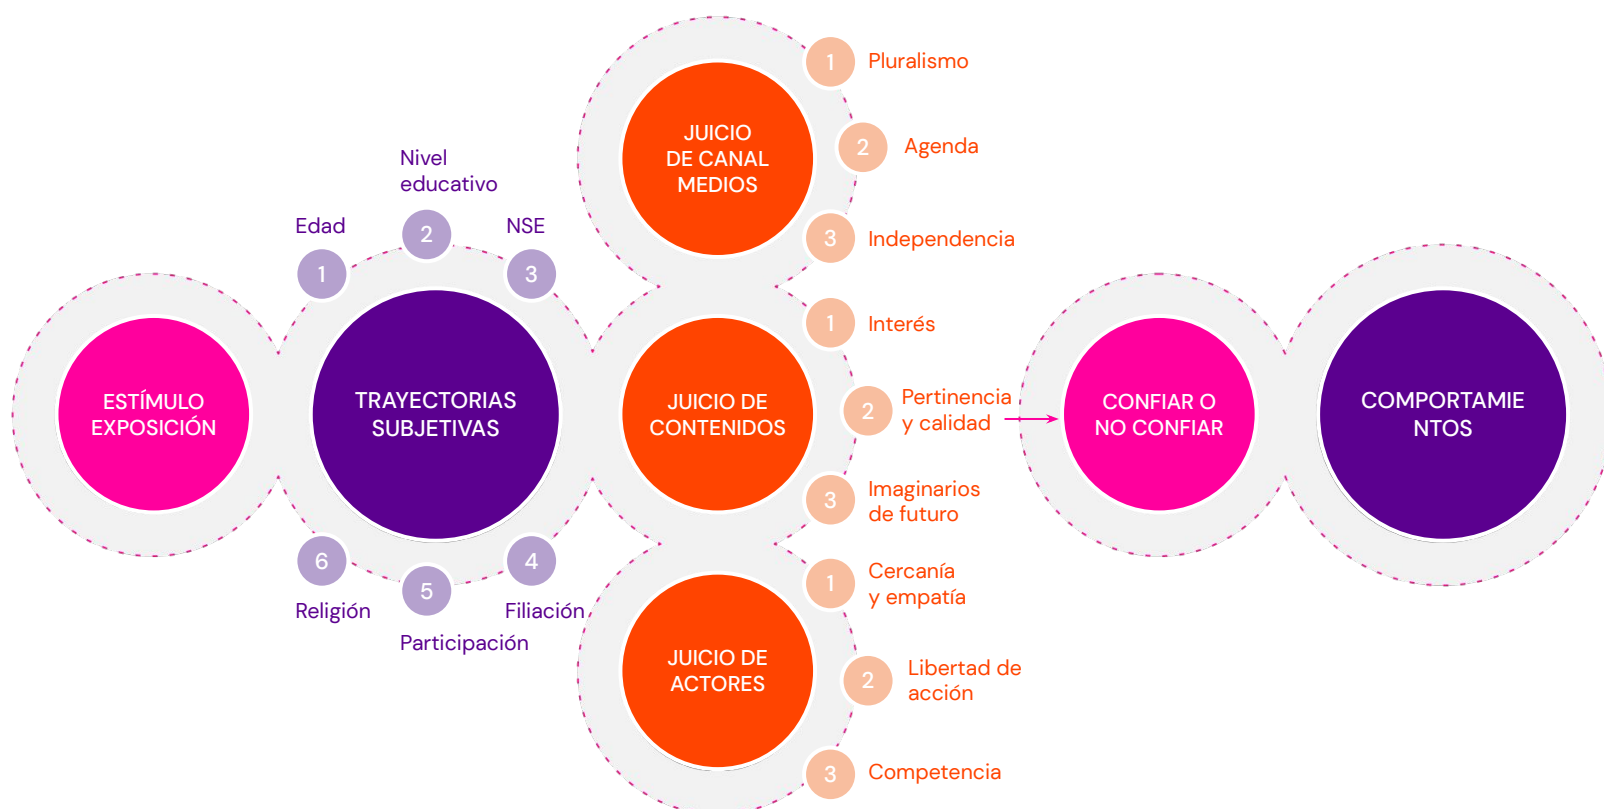 ESTÍMULO
EXPOSICIÓN
TRAYECTORIAS
SUBJETIVAS
1
Edad
2
Nivel
educativo
3
NSE
4
Filiación
5
Participación
6
Religión
JUICIO
DE CANAL
MEDIOS
1
Pluralismo
2
Agenda
3
Independencia
JUICIO DE
CONTENIDOS
1
Interés
2
Pertinencia
y calidad
3
Imaginarios
de futuro
JUICIO DE
ACTORES
1
Cercanía
y empatía
2
Libertad de
acción
3
Competencia
CONFIAR O
NO CONFIAR
COMPORTAMIE
NTOS